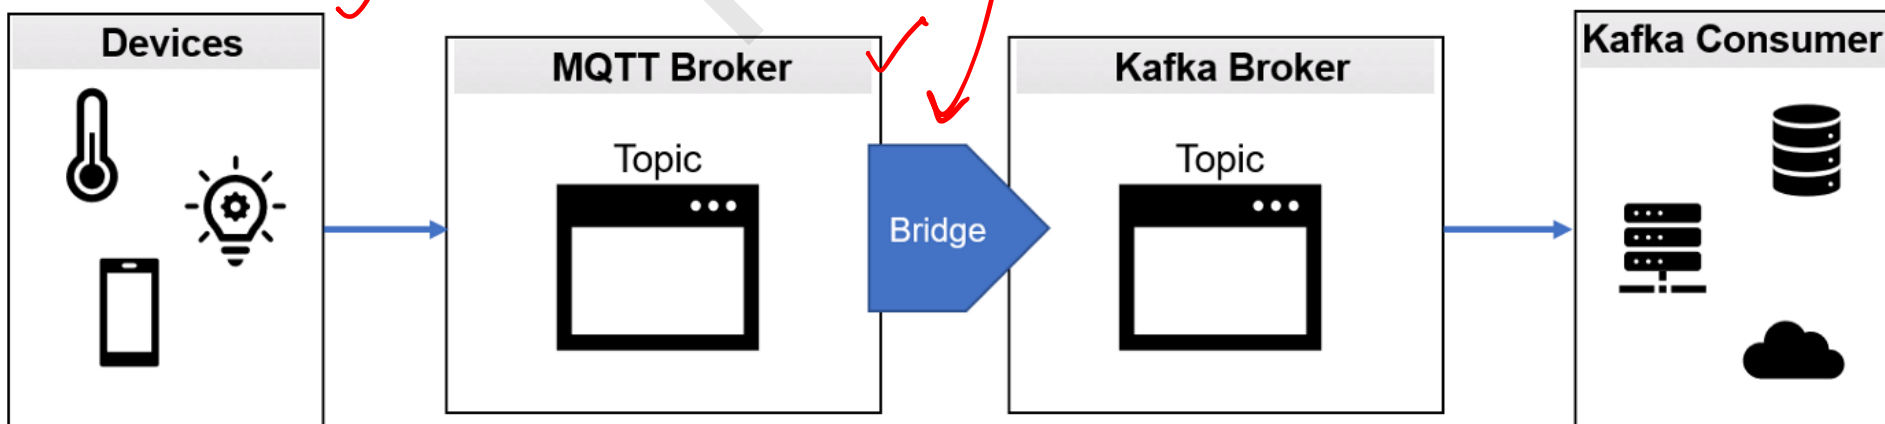 Devices
MQTT Broker
Topic
Bridge
Kafka Broker
Topic
Kafka Consumer